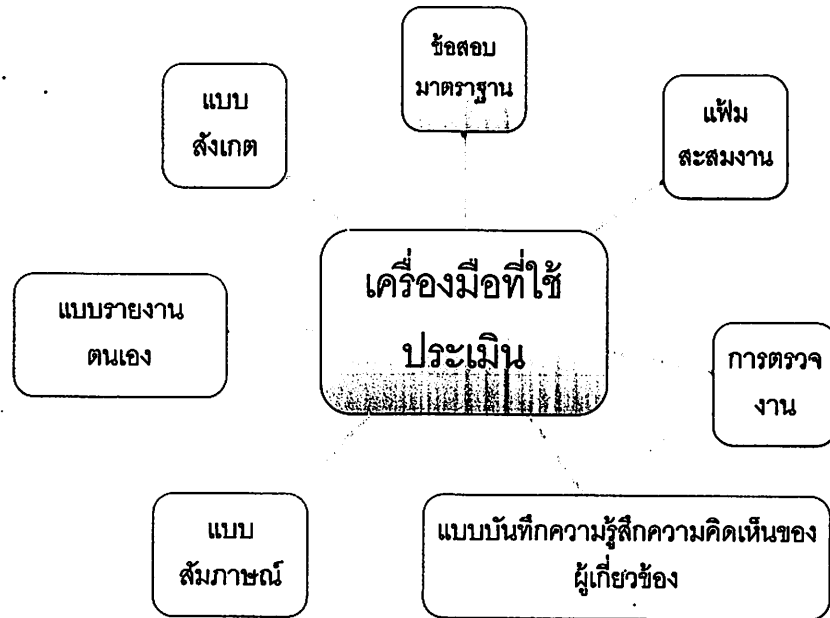 ข้อสอบ
มาตราฐาน
แบบ
สังเกต
แฟ้ม
สะสมงาน
เครื่องมือที่ใช้
ประเมิน
แบบรายงาน
ตนเอง
การตรวจ
งาน
แบบ
สัมภาษณ์
แบบบันทึกความรู้สึกความคิดเห็นของ
ผู้เกี่ยวข้อง